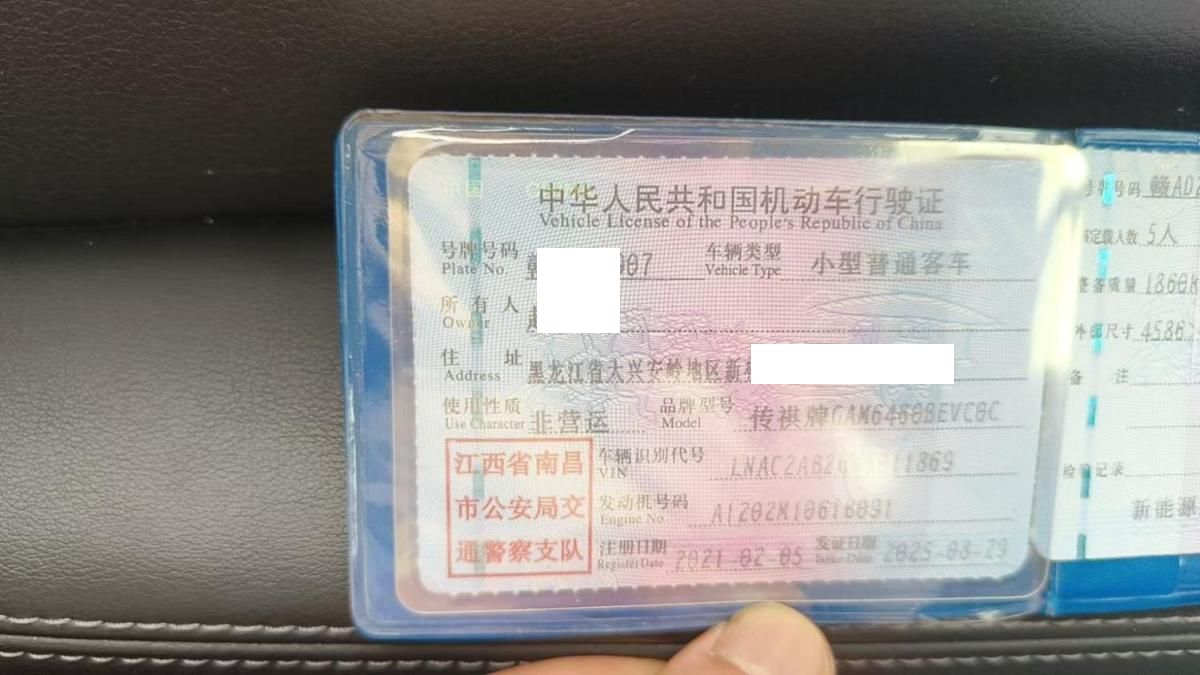 中华人民共和国机动车行驶证
Vehicle License of the People's Republic of China
号牌号码 007 车辆类型 小型普通客车
Plate No. Vehicle Type
所有人
Owner
住址 黑龙江省大兴安岭地区新
Address
使用性质 非营运 品牌型号 传祺牌GAM6460BEVC0C
Use Character Model
江西省南昌
市公安局交
通警察支队
车辆识别代号 LNAC2AB2
VIN
发动机号码 A1202M10618091
Engine No.
注册日期 2021-02-05 发证日期 2025-08-29
Register Date Issue Date
号牌号码 赣AD
核定载人数 5人
整备质量 1860K
外廓尺寸 4586
备注
检验记录
新能源